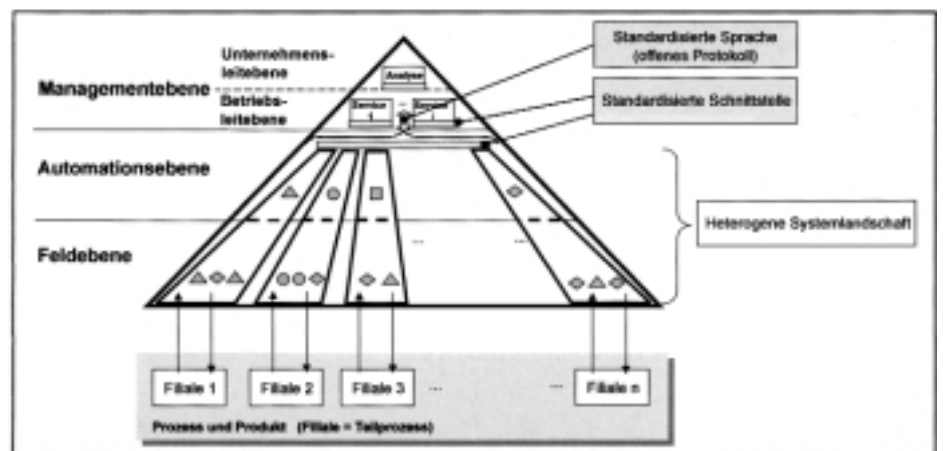 Unternehmens-
leitebene
Managementebene
Betriebs-
leitebene
Analyse
Service
1
...
Service
i
Standardisierte Sprache
(offenes Protokoll)
Standardisierte Schnittstelle
Automationsebene
Feldebene
...
...
Heterogene Systemlandschaft
Filiale 1
Filiale 2
Filiale 3
...
...
Filiale n
Prozess und Produkt (Filiale = Teilprozess)